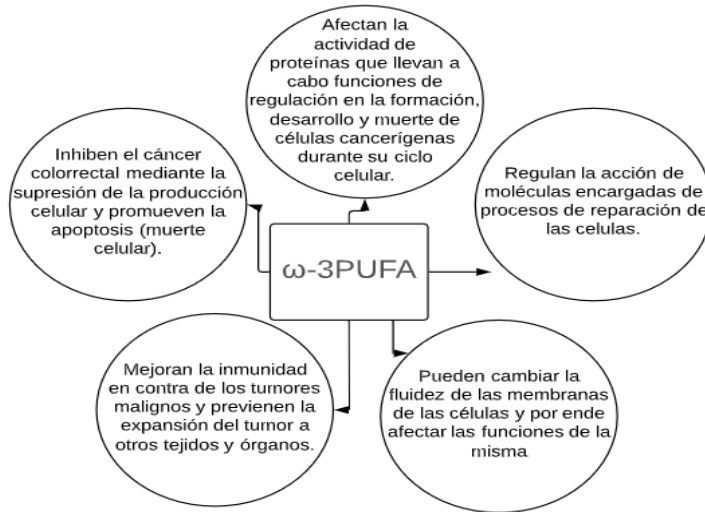 Afectan la
actividad de
proteínas que llevan a
cabo funciones de
regulación en la formación,
desarrollo y muerte de
células cancerígenas
durante su ciclo
celular.
Inhiben el cáncer
colorrectal mediante la
supresión de la producción
celular y promueven la
apoptosis (muerte
celular).
Regulan la acción de
moléculas encargadas de
procesos de reparación de
las celulas.
ω-3PUFA
Mejoran la inmunidad
en contra de los tumores
malignos y previenen la
expansión del tumor a
otros tejidos y órganos.
Pueden cambiar la
fluidez de las membranas
de las células y por ende
afectar las funciones de la
misma